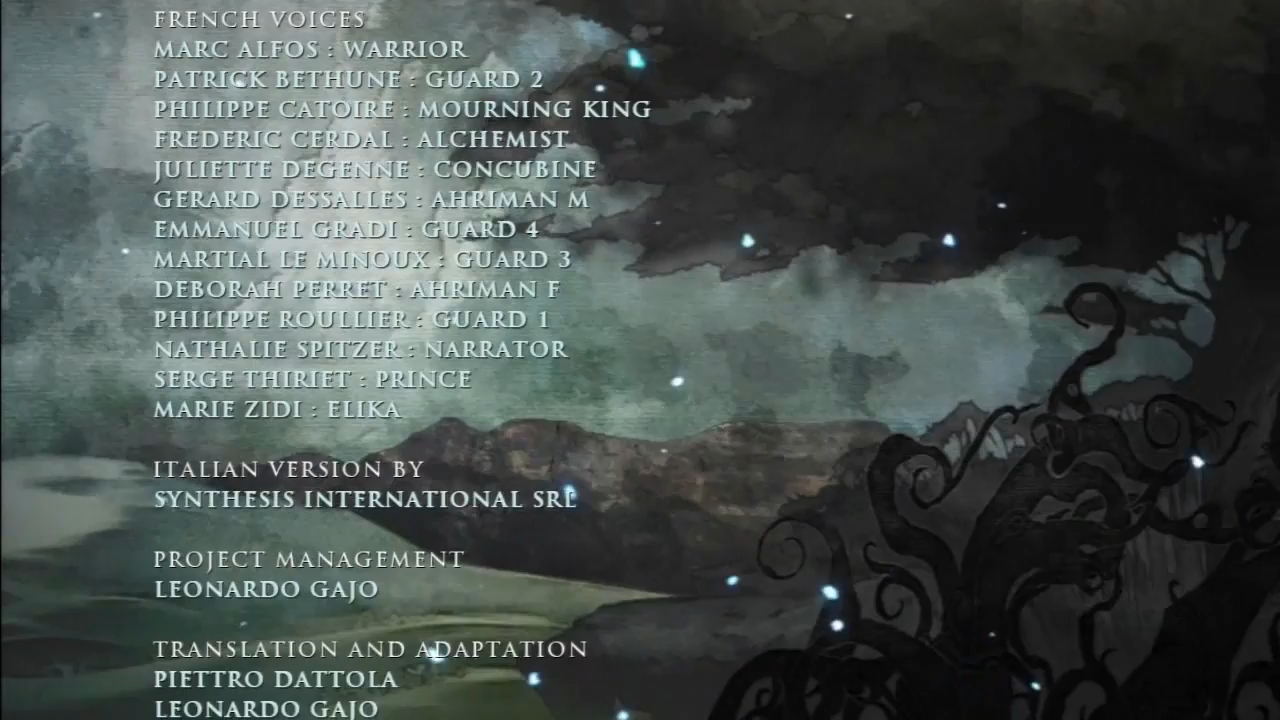 FRENCH VOICES
MARC ALFOS : WARRIOR
PATRICK BETHUNE : GUARD 2
PHILIPPE CATOIRE : MOURNING KING
FREDERIC CERDAL : ALCHEMIST
JULIETTE DEGENNE : CONCUBINE
GERARD DESSALLES : AHRIMAN M
EMMANUEL GRADI : GUARD 4
MARTIAL LE MINOUX : GUARD 3
DEBORAH PERRET : AHRIMAN F
PHILIPPE ROULLIER : GUARD 1
NATHALIE SPITZER : NARRATOR
SERGE THIRIET : PRINCE
MARIE ZIDI : ELIKA
ITALIAN VERSION BY
SYNTHESIS INTERNATIONAL SRL
PROJECT MANAGEMENT
LEONARDO GAJO
TRANSLATION AND ADAPTATION
PIETTRO DATTOLA
LEONARDO GAJO